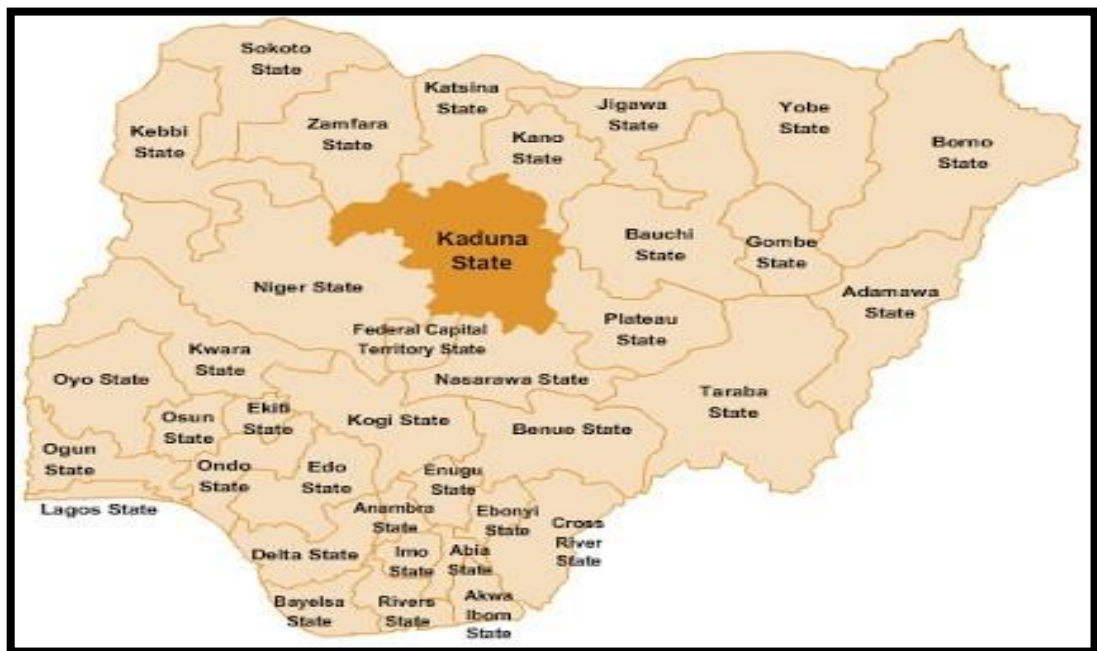 Sokoto
State
Katsina
State
Jigawa
State
Yobe
State
Kebbi
State
Zamfara
State
Kano
State
Borno
State
Kaduna
State
Bauchi
State
Gombe
State
Niger State
Adamawa
State
Federal Capital
Territory State
Plateau
State
Kwara
State
Oyo State
Nasarawa State
Taraba
State
Osun
State
Ekiti
State
Kogi State
Benue State
Ogun
State
Ondo
State
Edo
State
Enugu
State
Lagos State
Anambra
State
Ebonyi
State
Cross
River
State
Delta State
Imo
State
Abia
State
Bayelsa
State
Rivers
State
Akwa
Ibom
State